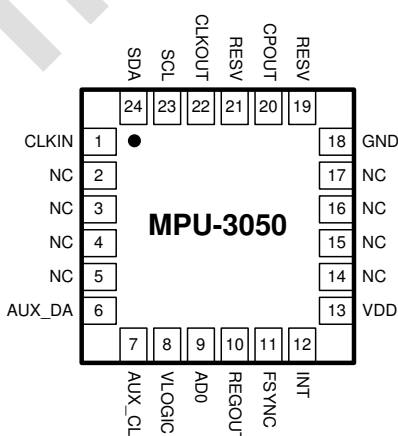 SDA SCL CLKOUT RESV CPOUT RESV
24 23 22 21 20 19
CLKIN 1 18 GND
NC 2 17 NC
NC 3 16 NC
MPU-3050
NC 4 15 NC
NC 5 14 NC
AUX_DA 6 13 VDD
7 8 9 10 11 12
AUX_CL VLOGIC AD0 REGOUT FSYNC INT